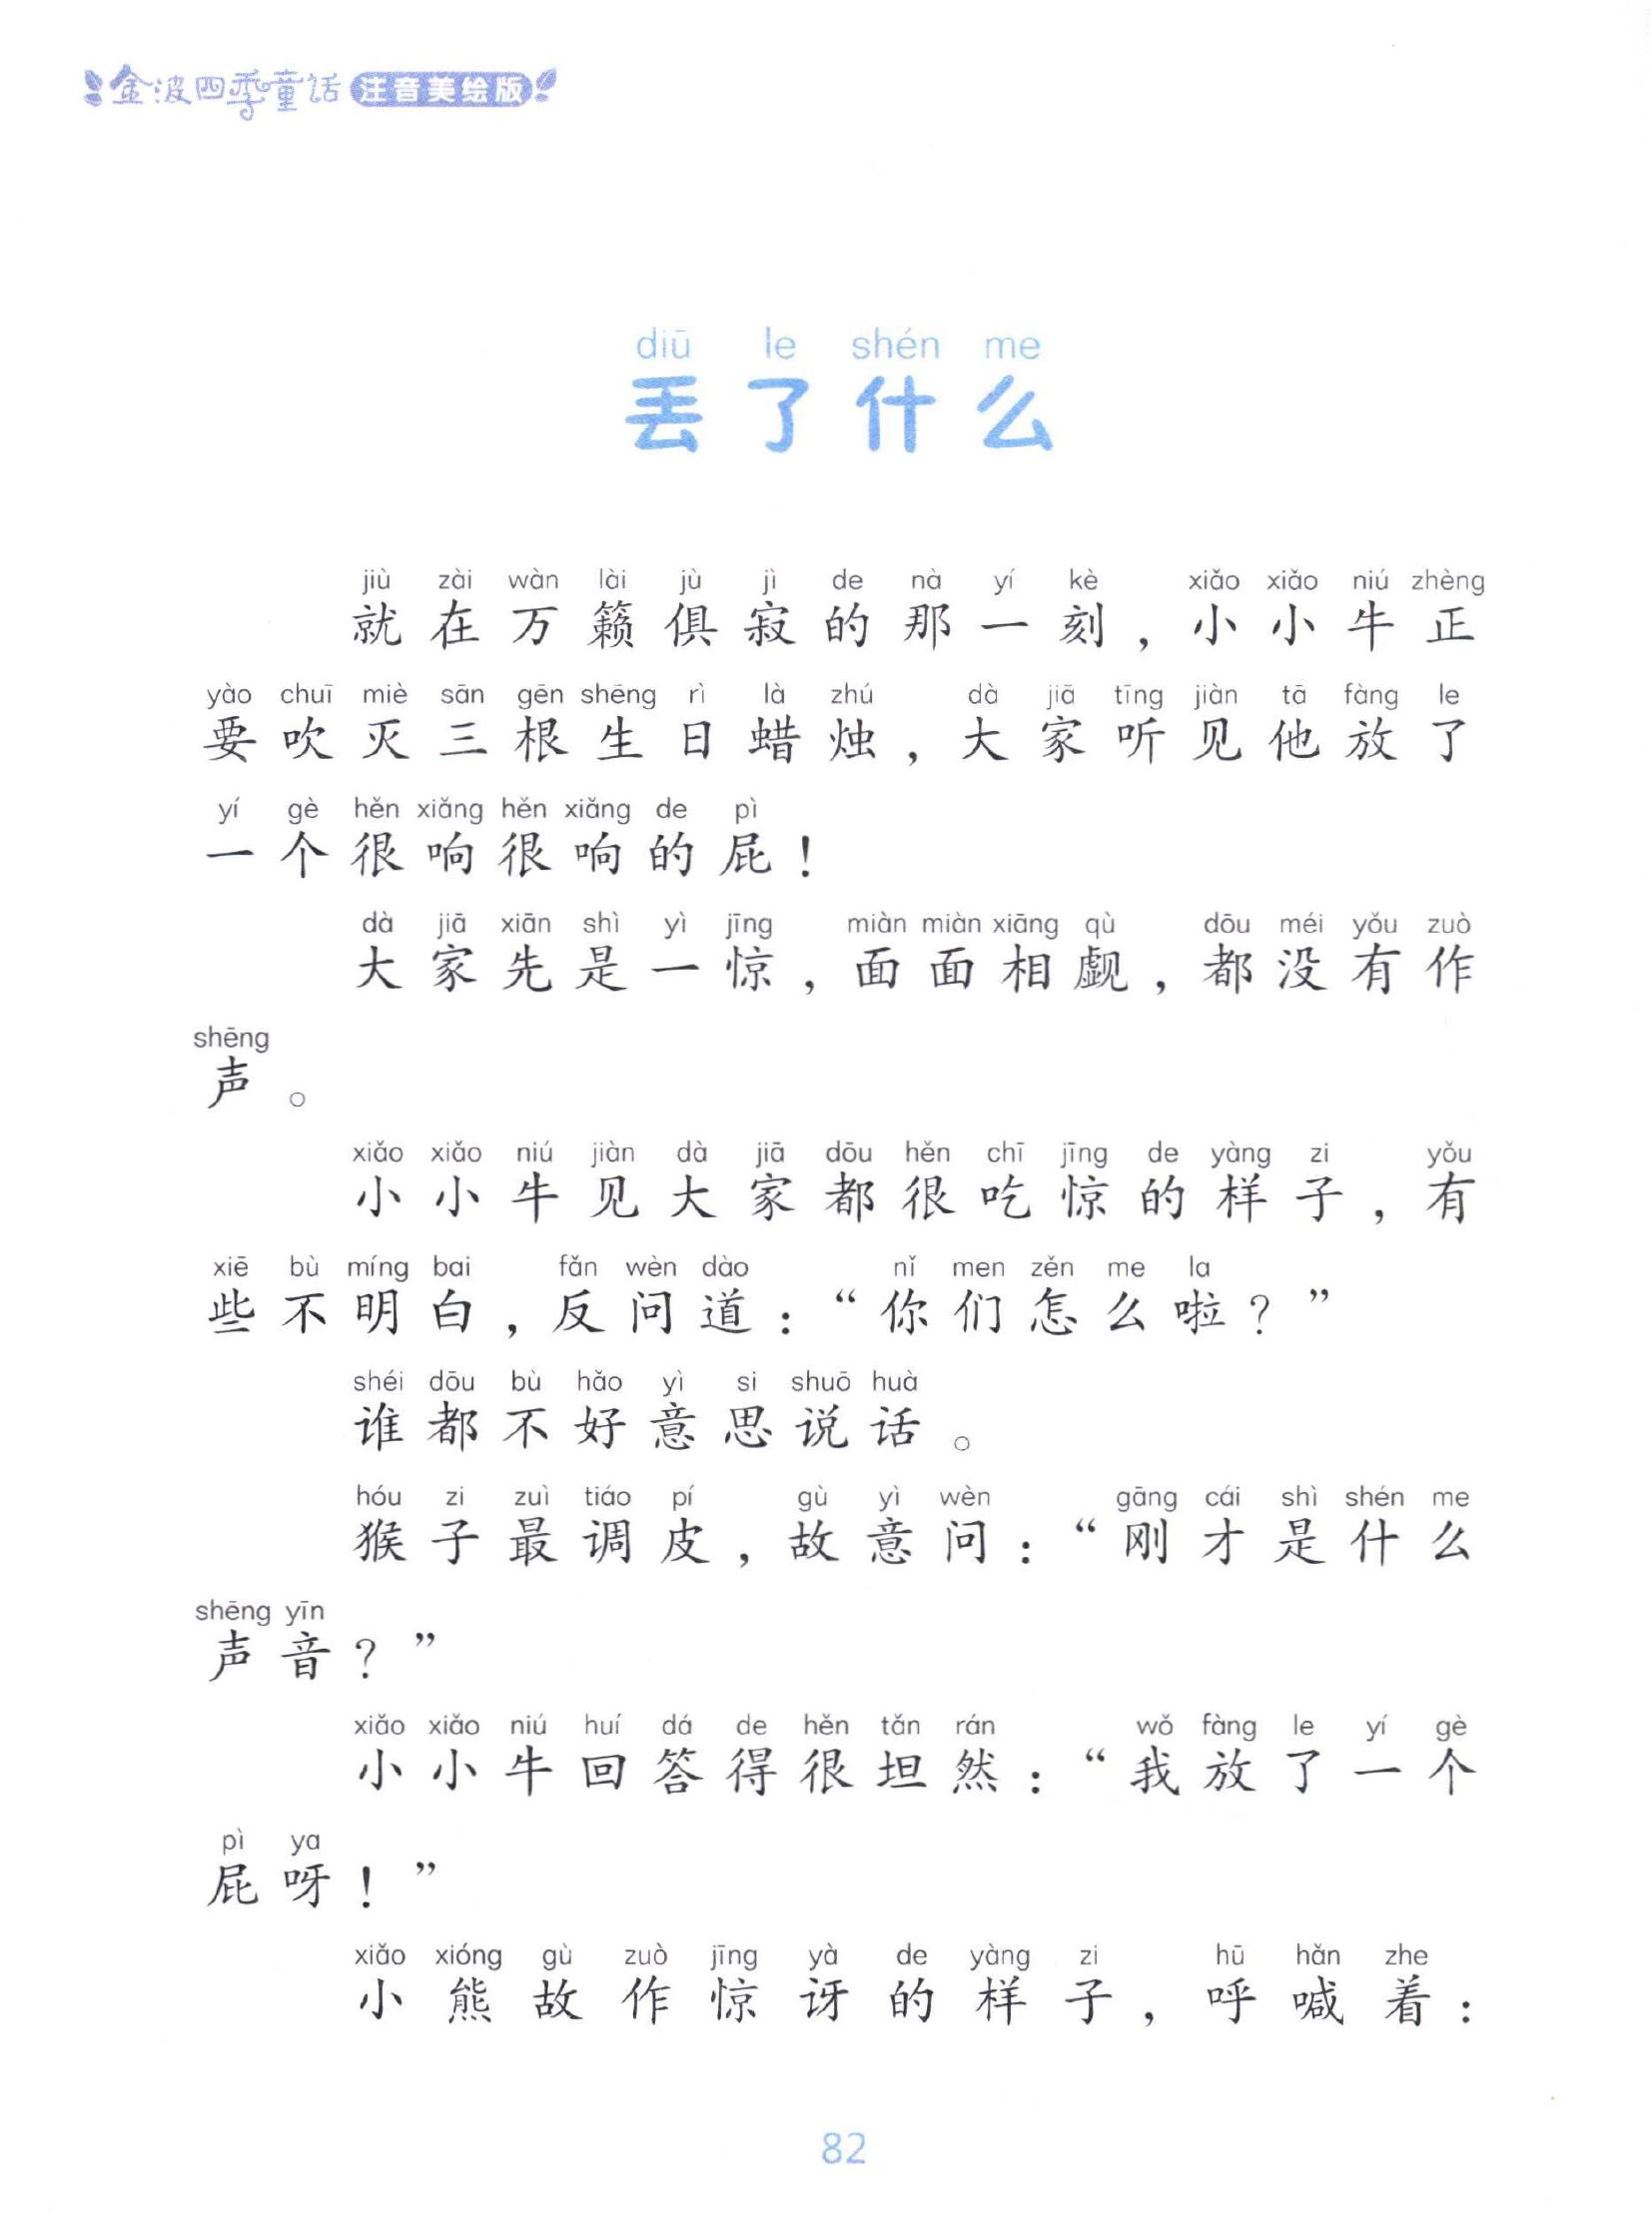 金波四季童话 注音美绘版
diū le shén me
丢了什么
jiù zài wàn lài jù jì de nà yí kè xiǎo xiǎo niú zhèng
就在万籁俱寂的那一刻，小小牛正
yào chuī miè sān gēn shēng rì là zhú dà jiā tīng jiàn tā fàng le
要吹灭三根生日蜡烛，大家听见他放了
yí gè hěn xiǎng hěn xiǎng de pì
一个很响很响的屁！
dà jiā xiān shì yì jīng miàn miàn xiāng qù dōu méi yǒu zuò
大家先是一惊，面面相觑，都没有作
shēng
声。
xiǎo xiǎo niú jiàn dà jiā dōu hěn chī jīng de yàng zi yǒu
小小牛见大家都很吃惊的样子，有
xiē bù míng bai fǎn wèn dào nǐ men zěn me la
些不明白，反问道：“你们怎么啦？”
shéi dōu bù hǎo yì si shuō huà
谁都不好意思说话。
hóu zi zuì tiáo pí gù yì wèn gāng cái shì shén me
猴子最调皮，故意问：“刚才是什么
shēng yīn
声音？”
xiǎo xiǎo niú huí dá de hěn tǎn rán wǒ fàng le yí gè
小小牛回答得很坦然：“我放了一个
pì ya
屁呀！”
xiǎo xióng gù zuò jīng yà de yàng zi hū hǎn zhe
小熊故作惊讶的样子，呼喊着：
82